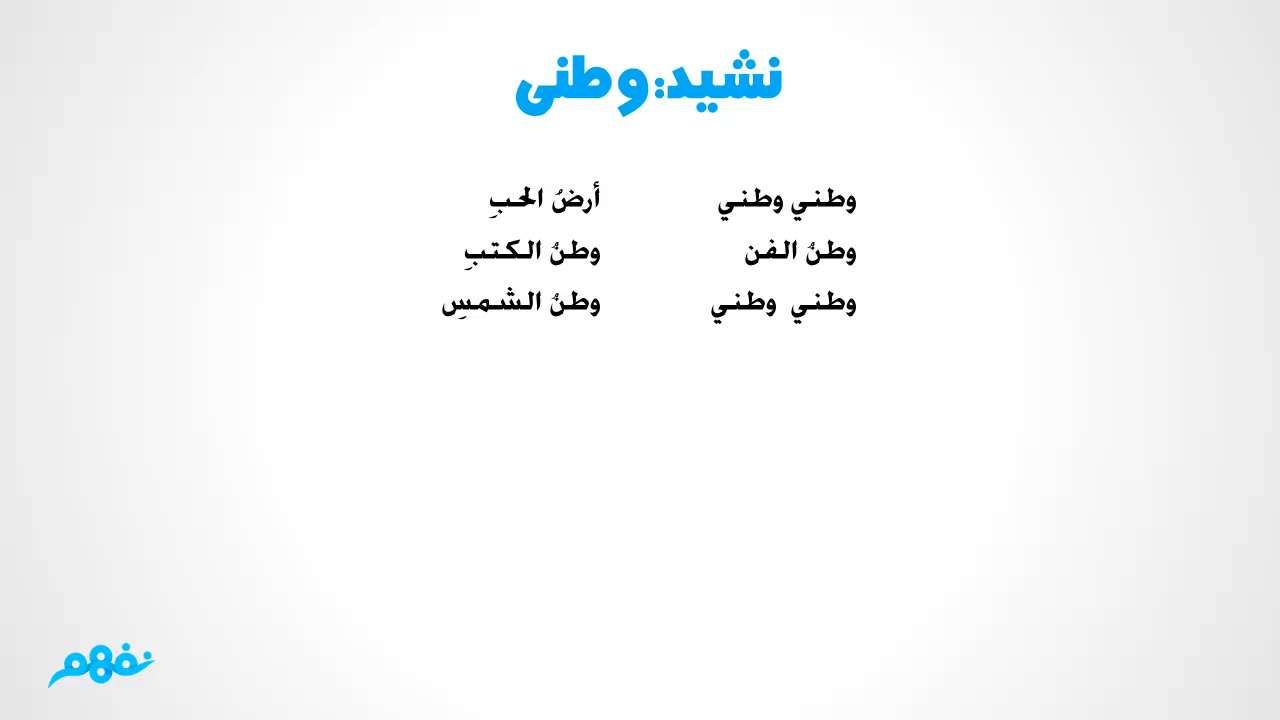 نشيد: وطنى
وطني وطني أرضُ الحبِ
وطنُ الفن وطنُ الكتبِ
وطني وطني وطنُ الشمسِ
نفهم